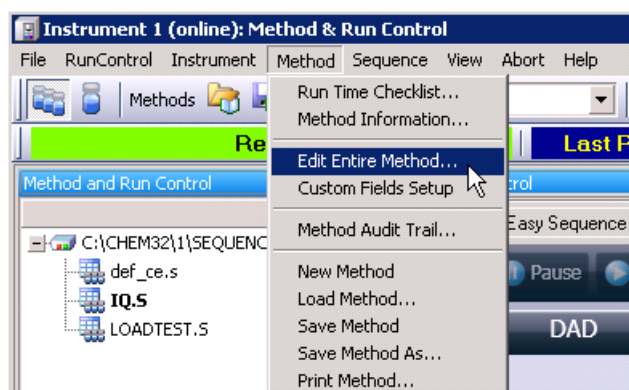 Instrument 1 (online): Method & Run Control
File RunControl Instrument Method Sequence View Abort Help
Methods
Run Time Checklist...
Method Information...
Re
Last P
Edit Entire Method...
Method and Run Control
Custom Fields Setup
rol
Method Audit Trail...
Easy Sequence
C:\CHEM32\1\SEQUENC
def_ce.s
New Method
Pause
IQ.S
Load Method...
LOADTEST.S
Save Method
DAD
Save Method As...
Print Method...